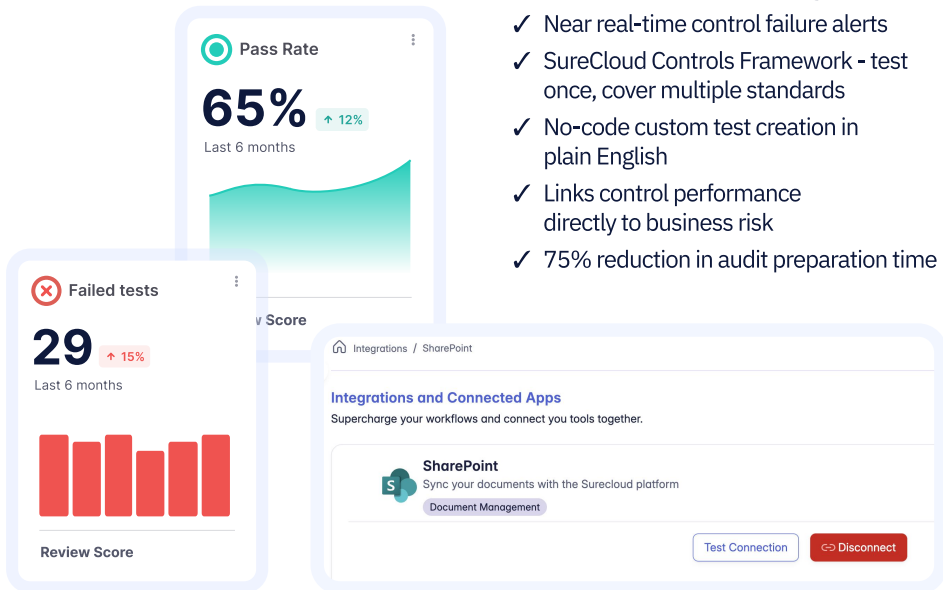 ✓ Near real-time control failure alerts
✓ SureCloud Controls Framework - test
once, cover multiple standards
✓ No-code custom test creation in
plain English
✓ Links control performance
directly to business risk
✓ 75% reduction in audit preparation time
Pass Rate
65% ↑ 12%
Last 6 months
w Score
Failed tests
29 ↑ 15%
Last 6 months
Review Score
Integrations / SharePoint
Integrations and Connected Apps
Supercharge your workflows and connect you tools together.
S
SharePoint
Sync your documents with the Surecloud platform
Document Management
Test Connection
Disconnect